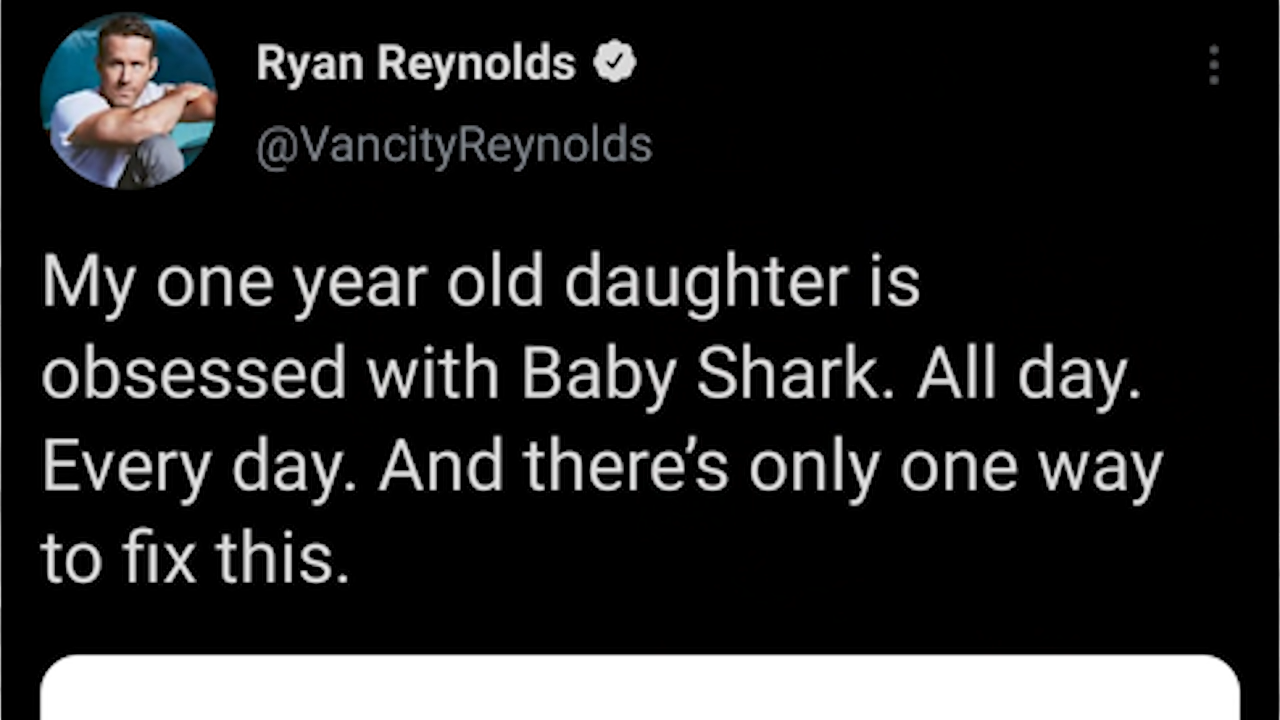 Ryan Reynolds
@VancityReynolds
My one year old daughter is
obsessed with Baby Shark. All day.
Every day. And there’s only one way
to fix this.